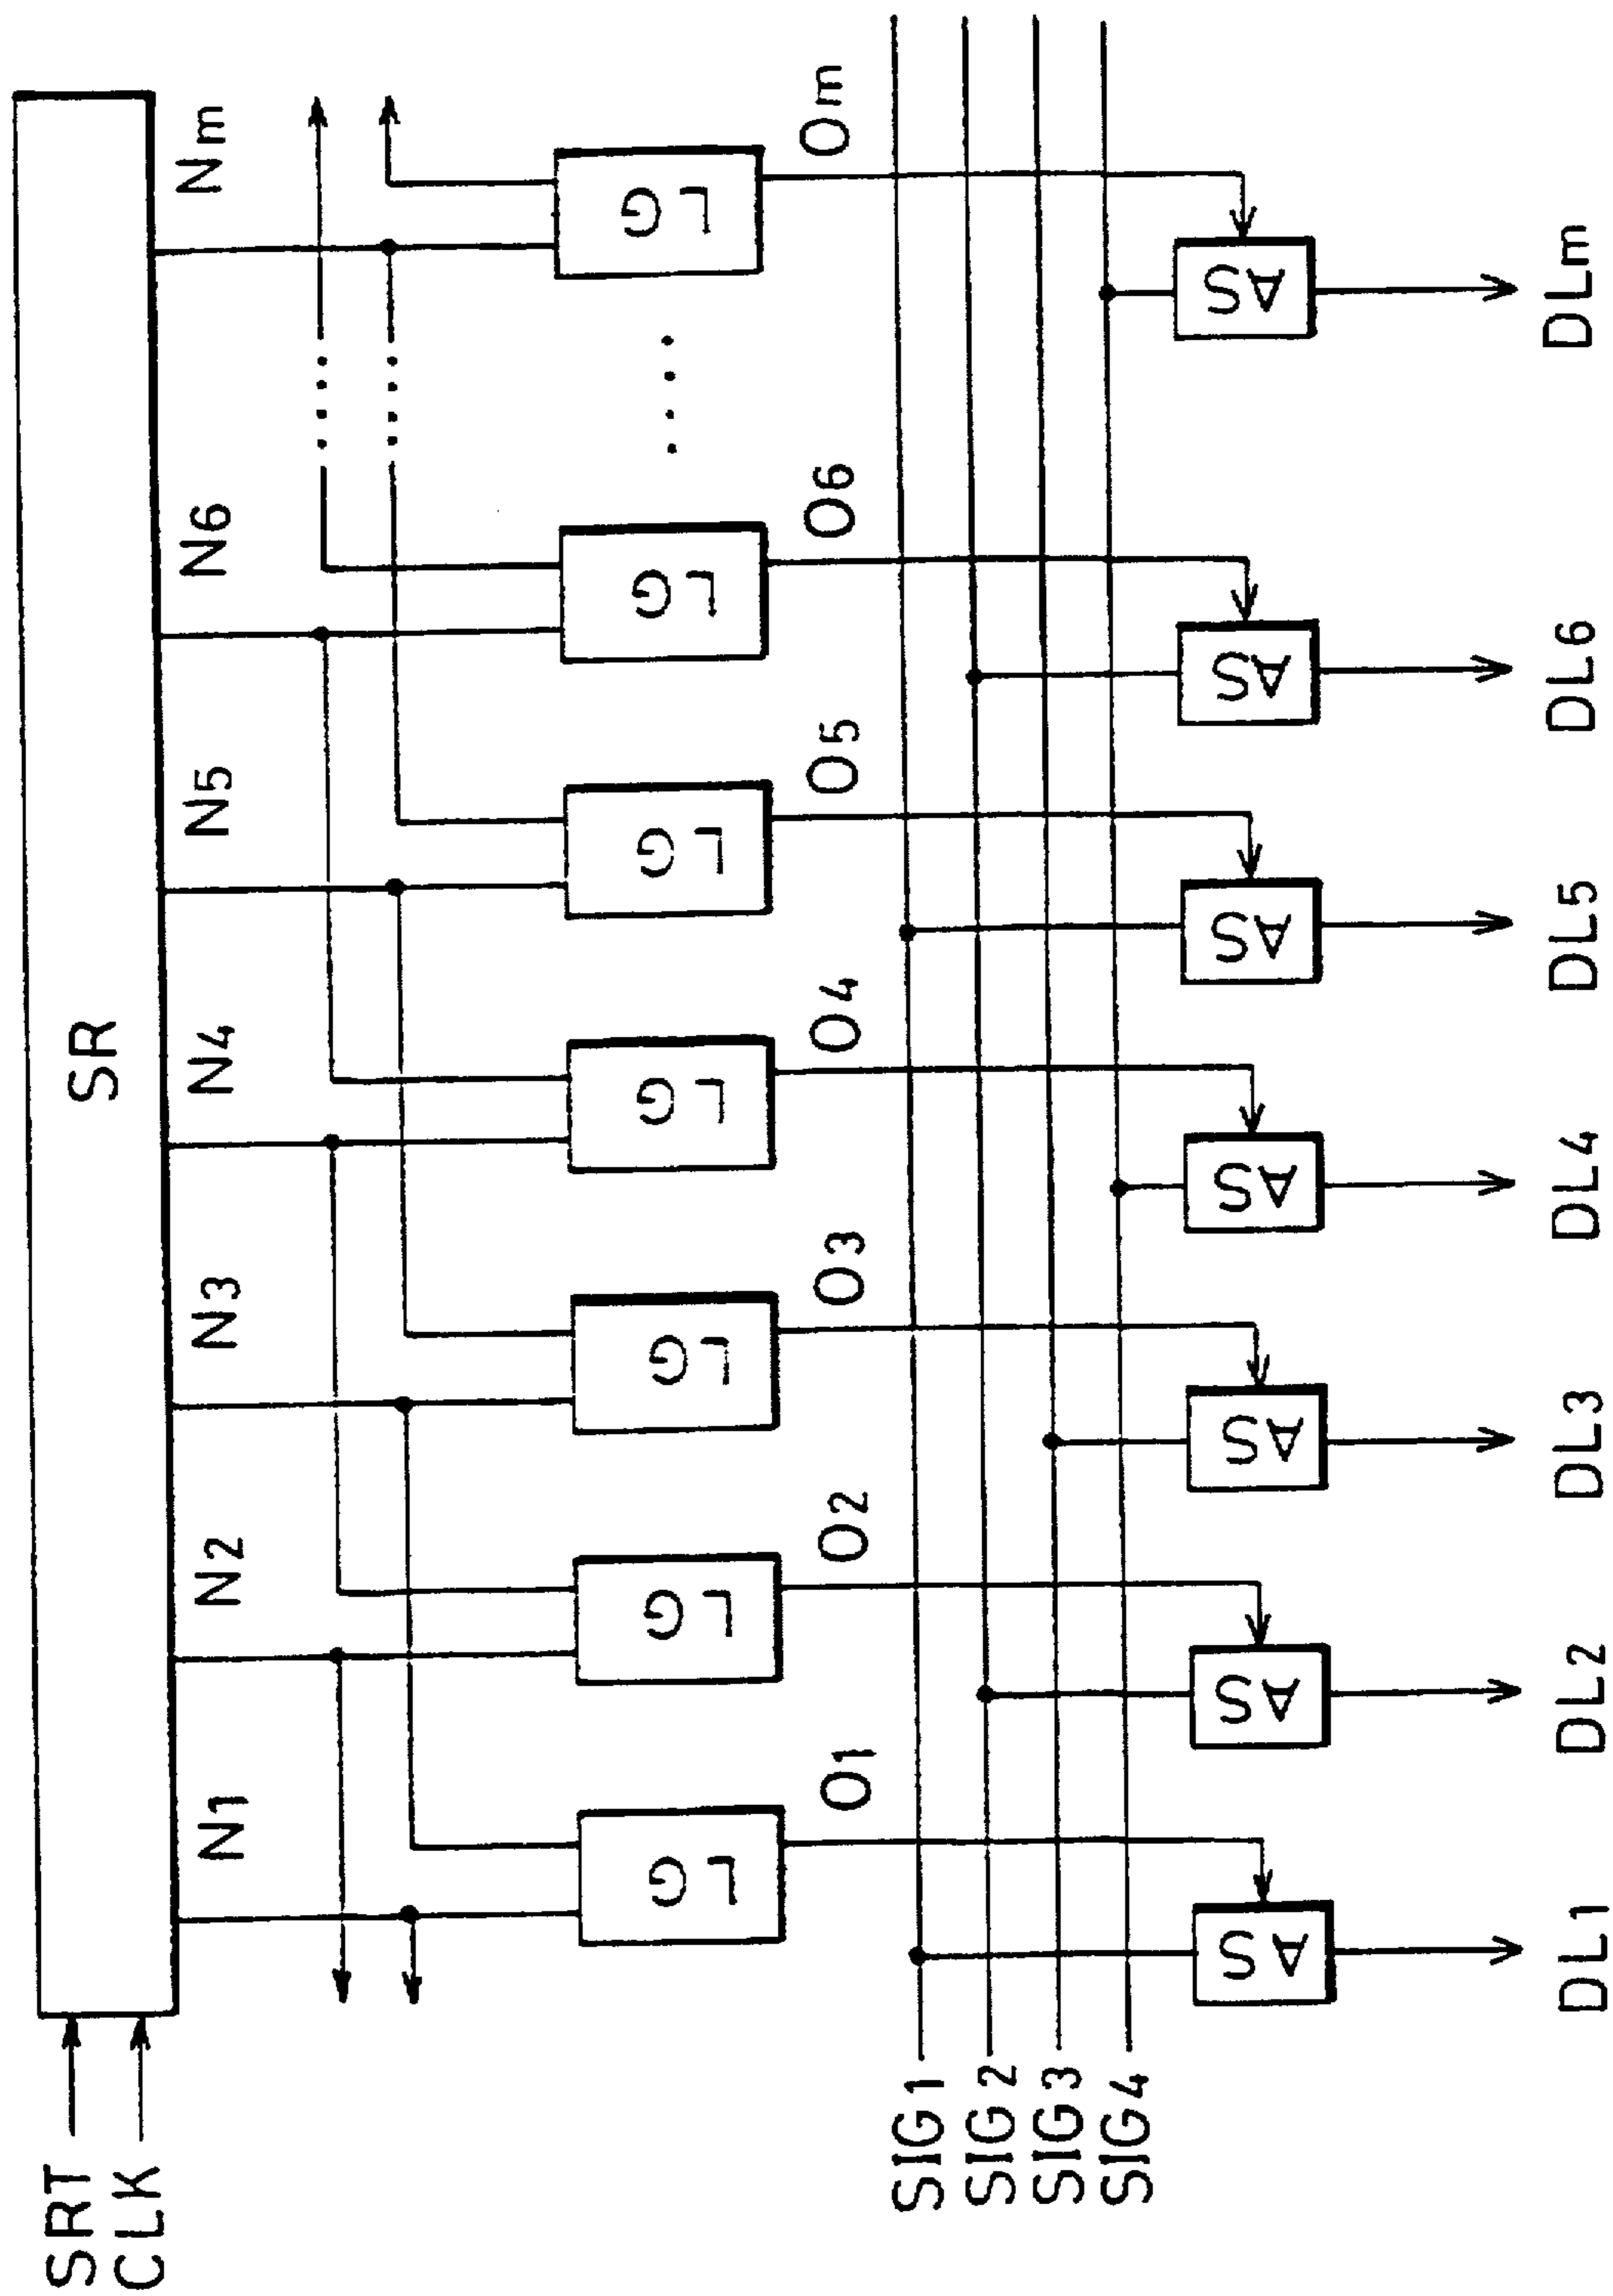 SRT
CLK
SR
N1 N2 N3 N4 N5 N6 Nm
LG LG LG LG LG LG LG
O1 O2 O3 O4 O5 O6 Om
SIG1
SIG2
SIG3
SIG4
AS AS AS AS AS AS AS
DL1 DL2 DL3 DL4 DL5 DL6 DLm